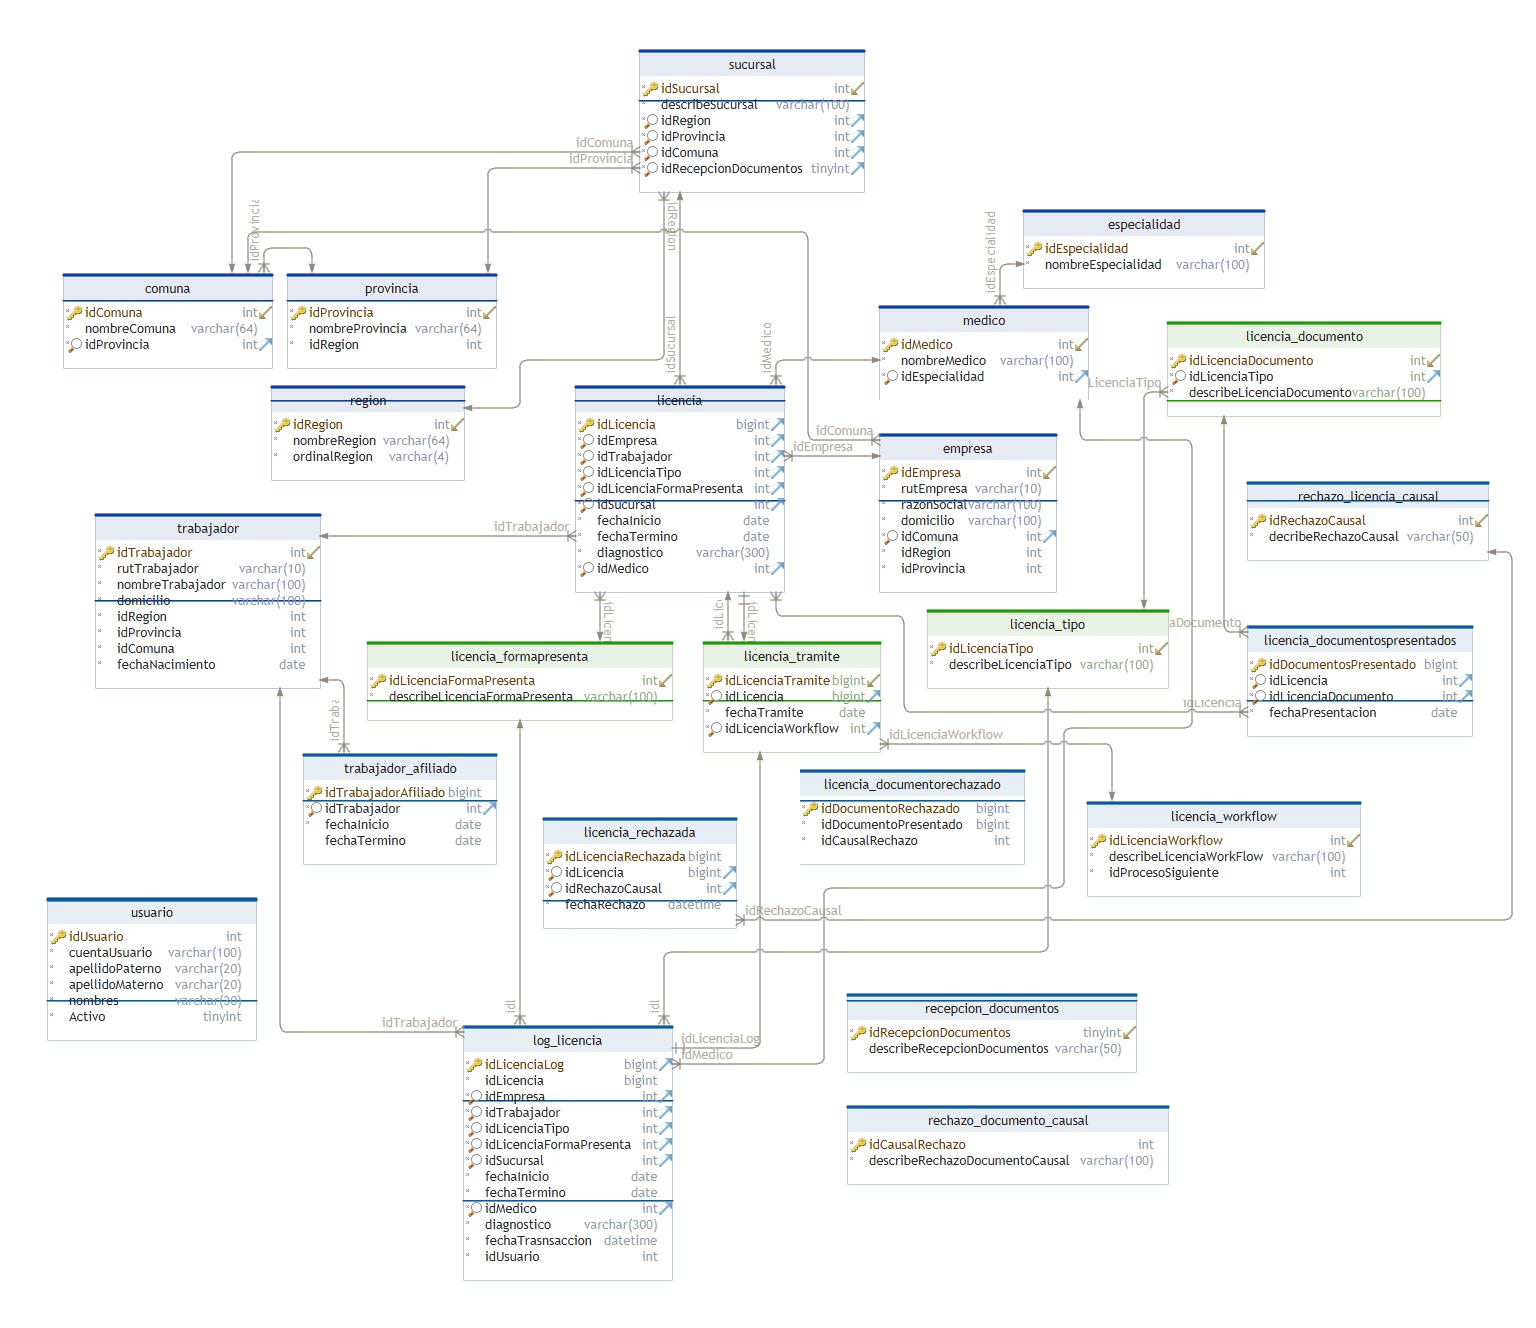 sucursal
idSucursal int
describeSucursal varchar(100)
idRegion int
idProvincia int
idComuna int
idRecepcionDocumentos tinyint
idComuna
idProvincia
idProvincia
idRegion
idSucursal
idMedico
idEspecialidad
especialidad
idEspecialidad int
nombreEspecialidad varchar(100)
comuna
idComuna int
nombreComuna varchar(64)
idProvincia int
provincia
idProvincia int
nombreProvincia varchar(64)
idRegion int
medico
idMedico int
nombreMedico varchar(100)
idEspecialidad int
licencia_documento
idLicenciaDocumento int
idLicenciaTipo int
describeLicenciaDocumento varchar(100)
LicenciaTipo
region
idRegion int
nombreRegion varchar(64)
ordinalRegion varchar(4)
licencia
idLicencia bigint
idEmpresa int
idTrabajador int
idLicenciaTipo int
idLicenciaFormaPresenta int
idSucursal int
fechaInicio date
fechaTermino date
diagnostico varchar(300)
idMedico int
idComuna
idEmpresa
empresa
idEmpresa int
rutEmpresa varchar(10)
razonSocial varchar(100)
domicilio varchar(100)
idComuna int
idRegion int
idProvincia int
rechazo_licencia_causal
idRechazoCausal int
decribeRechazoCausal varchar(50)
trabajador
idTrabajador int
rutTrabajador varchar(10)
nombreTrabajador varchar(100)
domicilio varchar(100)
idRegion int
idProvincia int
idComuna int
fechaNacimiento date
idTrabajador
idLicen
idLic
idLicen
licencia_formapresenta
idLicenciaFormaPresenta int
describeLicenciaFormaPresenta varchar(100)
licencia_tramite
idLicenciaTramite bigint
idLicencia bigint
fechaTramite date
idLicenciaWorkflow int
licencia_tipo
idLicenciaTipo int
describeLicenciaTipo varchar(100)
aDocumento
licencia_documentospresentados
idDocumentosPresentado bigint
idLicencia int
idLicenciaDocumento int
fechaPresentacion date
idLicencia
idLicenciaWorkflow
idTraba
trabajador_afiliado
idTrabajadorAfiliado bigint
idTrabajador int
fechaInicio date
fechaTermino date
licencia_documentorechazado
idDocumentoRechazado bigint
idDocumentoPresentado bigint
idCausalRechazo int
licencia_workflow
idLicenciaWorkflow int
describeLicenciaWorkFlow varchar(100)
idProcesoSiguiente int
licencia_rechazada
idLicenciaRechazada bigint
idLicencia bigint
idRechazoCausal int
fechaRechazo datetime
idRechazoCausal
usuario
idUsuario int
cuentaUsuario varchar(100)
apellidoPaterno varchar(20)
apellidoMaterno varchar(20)
nombres varchar(30)
Activo tinyint
idTrabajador
idl
idl
idLicenciaLog
idMedico
log_licencia
idLicenciaLog bigint
idLicencia bigint
idEmpresa int
idTrabajador int
idLicenciaTipo int
idLicenciaFormaPresenta int
idSucursal int
fechaInicio date
fechaTermino date
idMedico int
diagnostico varchar(300)
fechaTrasnsaccion datetime
idUsuario int
recepcion_documentos
idRecepcionDocumentos tinyint
describeRecepcionDocumentos varchar(50)
rechazo_documento_causal
idCausalRechazo int
describeRechazoDocumentoCausal varchar(100)